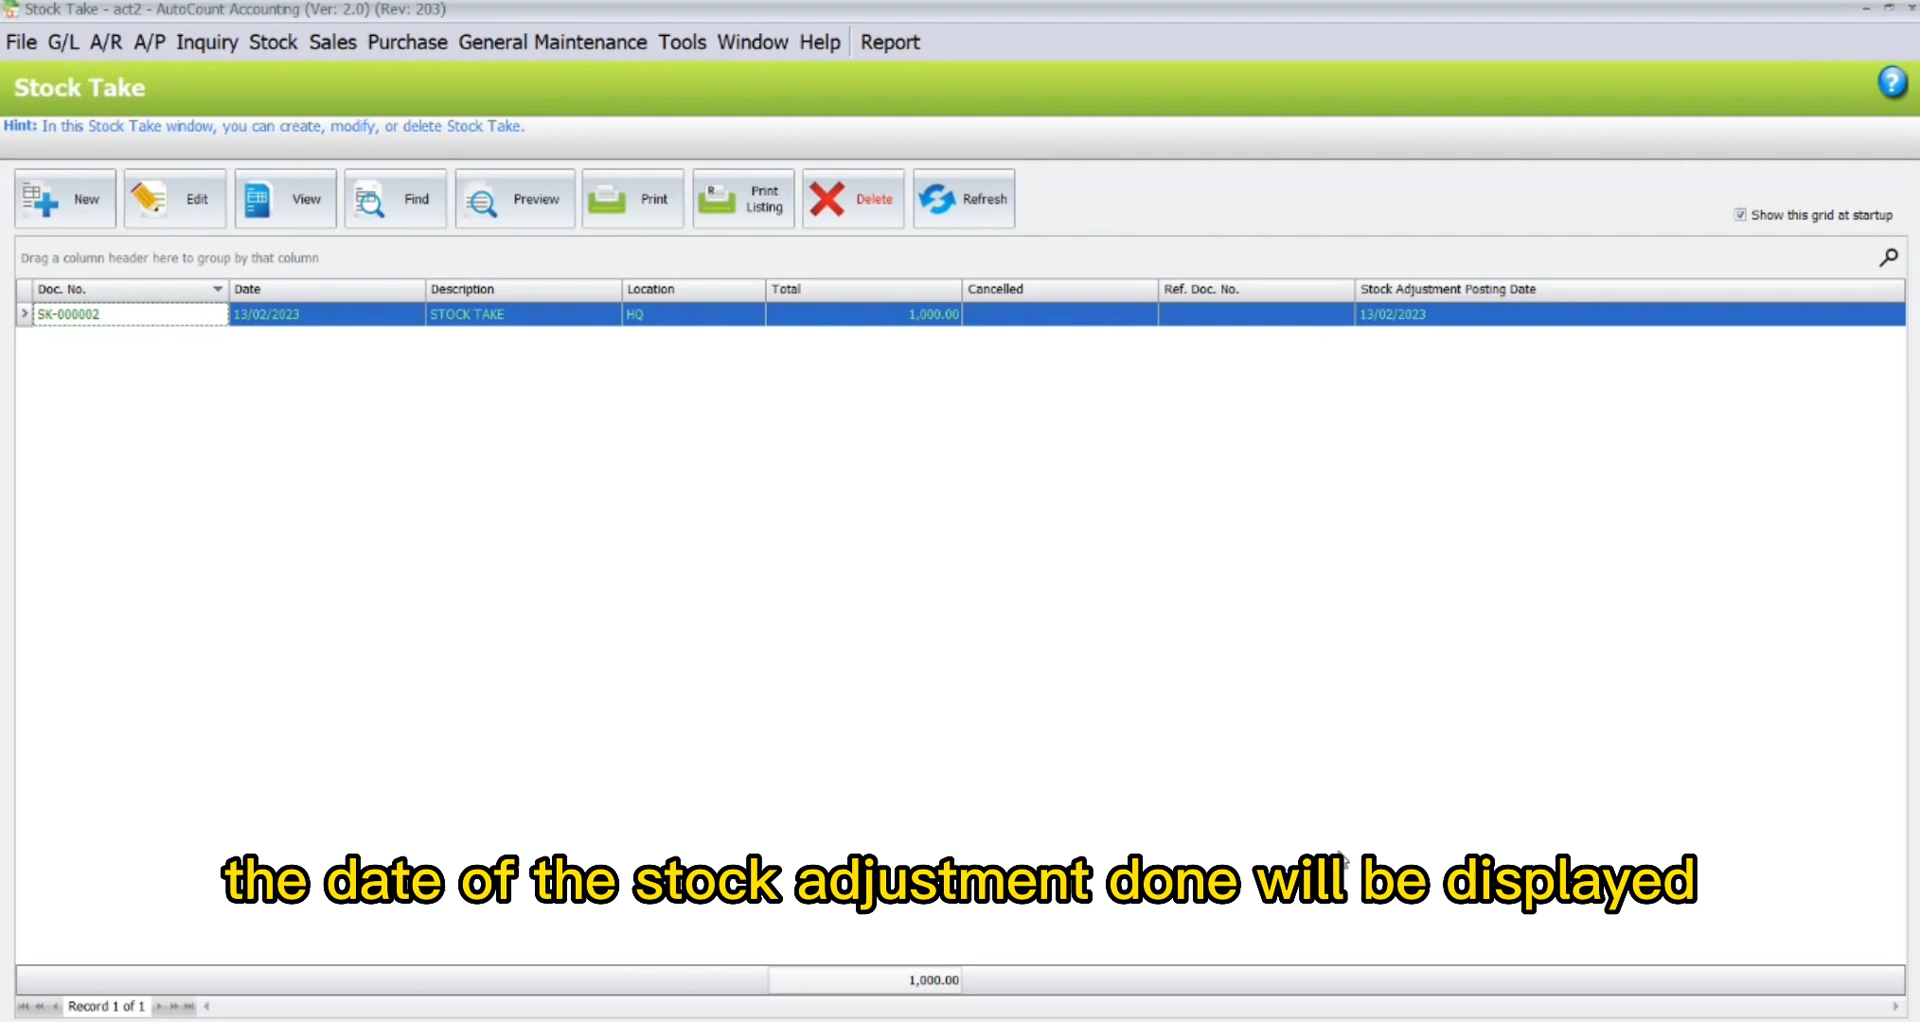 Stock Take - act2 - AutoCount Accounting (Ver: 2.0) (Rev: 203)
File G/L A/R A/P Inquiry Stock Sales Purchase General Maintenance Tools Window Help Report
Stock Take
?
Hint: In this Stock Take window, you can create, modify, or delete Stock Take.
New Edit View Find Preview Print R Print Listing Delete Refresh
Show this grid at startup
Drag a column header here to group by that column
Doc. No. Date Description Location Total Cancelled Ref. Doc. No. Stock Adjustment Posting Date
SK-000002 13/02/2023 STOCK TAKE HQ 1,000.00 13/02/2023
the date of the stock adjustment done will be displayed
1,000.00
Record 1 of 1